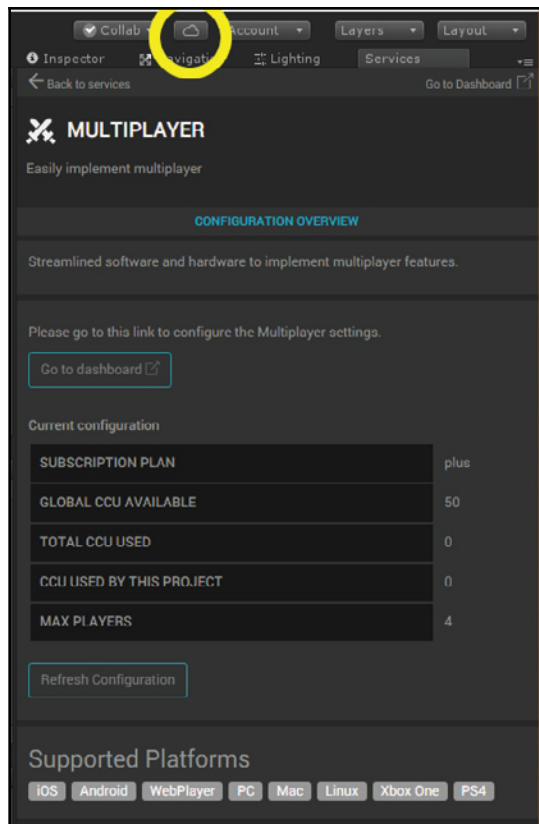 Collab Account Layers Layout
Inspector Navigation Lighting Services
Back to services Go to Dashboard
MULTIPLAYER
Easily implement multiplayer
CONFIGURATION OVERVIEW
Streamlined software and hardware to implement multiplayer features.
Please go to this link to configure the Multiplayer settings.
Go to dashboard
Current configuration
SUBSCRIPTION PLAN plus
GLOBAL CCU AVAILABLE 50
TOTAL CCU USED 0
CCU USED BY THIS PROJECT 0
MAX PLAYERS 4
Refresh Configuration
Supported Platforms
iOS Android WebPlayer PC Mac Linux Xbox One PS4